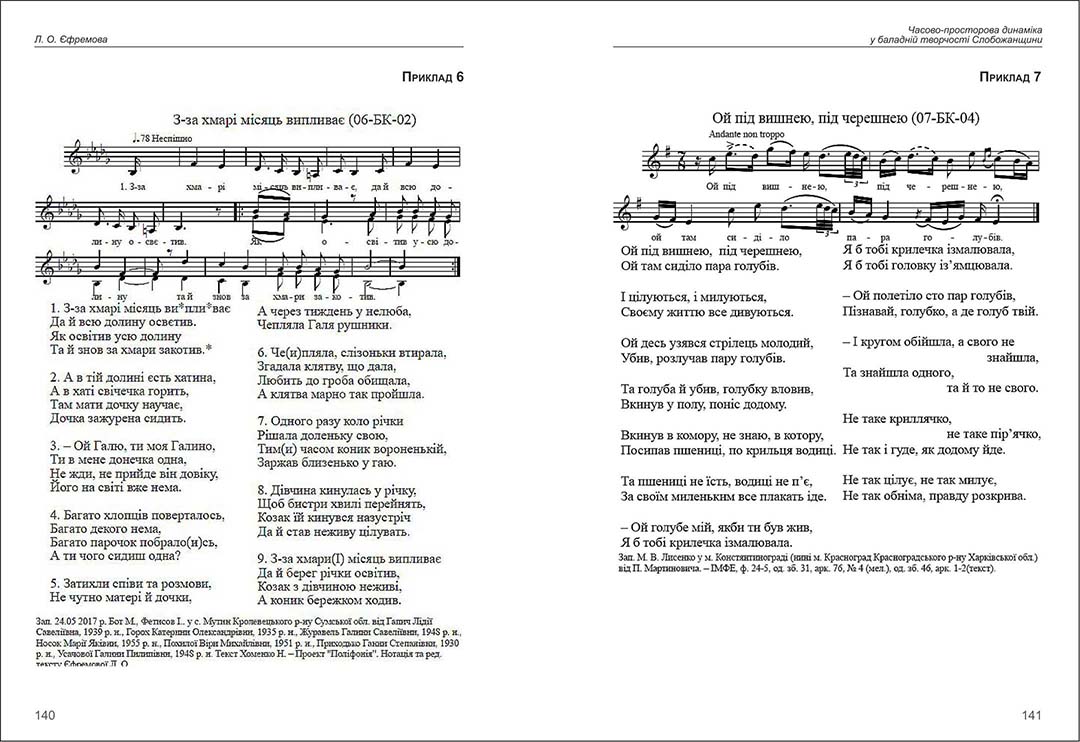 Л. О. Єфремова
Приклад 6
З-за хмарі місяць випливає (06-БК-02)
♩.78 Неспішно
1. З-за хма - рі мі - сяць ви-пли - ва-є, да й всю до -
ли - ну о-свє - тив. Як о - сві - тив у-сю до-
ли - ну та й знов за хма-ри за-ко - тив.
1. З-за хмарі місяць ви*пли*ває
Да й всю долину освєтив.
Як освітив усю долину
Та й знов за хмари закотив.*
2. А в тій долині єсть хатина,
А в хаті свічечка горить,
Там мати дочку научає,
Дочка зажурена сидить.
3. – Ой Галю, ти моя Галино,
Ти в мене донечка одна,
Не жди, не прийде він довіку,
Його на світі вже нема.
4. Багато хлопців поверталось,
Багато декого нема,
Багато парочок побрало(и)сь,
А ти чого сидиш одна?
5. Затихли співи та розмови,
Не чутно матері й дочки,
А через тиждень у нелюба,
Чепляла Галя рушники.
6. Че(и)пляла, слізоньки втирала,
Згадала клятву, що дала,
Любить до гроба обищала,
А клятва марно так пройшла.
7. Одного разу коло річки
Рішала доленьку свою,
Тим(и) часом коник вороненькій,
Заржав близенько у гаю.
8. Дівчина кинулась у річку,
Щоб бистри хвилі перейнять,
Козак їй кинувся назустріч
Да й став неживу цілувать.
9. З-за хмари(І) місяць випливає
Да й берег річки освітив,
Козак з дівчиною неживі,
А коник бережком ходив.
Зап. 24.05 2017 р. Бот М., Фетисов І.. у с. Мутин Кролевецького р-ну Сумської обл. від Гапич Лідії
Савеліївна, 1939 р. н., Горох Катерини Олександрівни, 1935 р. н., Журавель Галини Савеліївни, 1948 р. н.,
Носок Марії Яківни, 1955 р. н., Похилої Віри Михайлівни, 1951 р. н., Приходько Ганни Степанівни, 1930
р. н., Усачової Галини Пилипівни, 1948 р. н. Текст Хоменко Н. – Проект "Поліфонія". Нотація та ред.
тексту Єфремової Л. О.
140
Часово-просторова динаміка
у баладній творчості Слобожанщини
Приклад 7
Ой під вишнею, під черешнею (07-БК-04)
Andante non troppo
Ой під виш - не-ю, під че - реш - не-ю,
ой там си - ді - ло па - ра го - лу-бів.
Ой під вишнею, під черешнею,
Ой там сиділо пара голубів.
І цілуються, і милуються,
Своєму життю все дивуються.
Ой десь узявся стрілець молодий,
Убив, розлучав пару голубів.
Та голуба й убив, голубку вловив,
Вкинув у полу, поніс додому.
Вкинув в комору, не знаю, в котору,
Посипав пшениці, по крильця водиці.
Та пшениці не їсть, водиці не п’є,
За своїм миленьким все плакать іде.
– Ой голубе мій, якби ти був жив,
Я б тобі крилечка ізмалювала.
Я б тобі крилечка ізмалювала,
Я б тобі головку із’ямцювала.
– Ой полетіло сто пар голубів,
Пізнавай, голубко, а де голуб твій.
– І кругом обійшла, а свого не
знайшла,
Та знайшла одного,
та й то не свого.
Не таке криллячко,
не таке пір’ячко,
Не так і гуде, як додому йде.
Не так цілує, не так милує,
Не так обніма, правду розкрива.
Зап. М. В. Лисенко у м. Константинограді (нині м. Красноград Красноградського р-ну Харківської обл.)
від П. Мартиновича. – ІМФЕ, ф. 24-5, од. зб. 31, арк. 76, № 4 (мел.), од. зб. 46, арк. 1-2(текст).
141